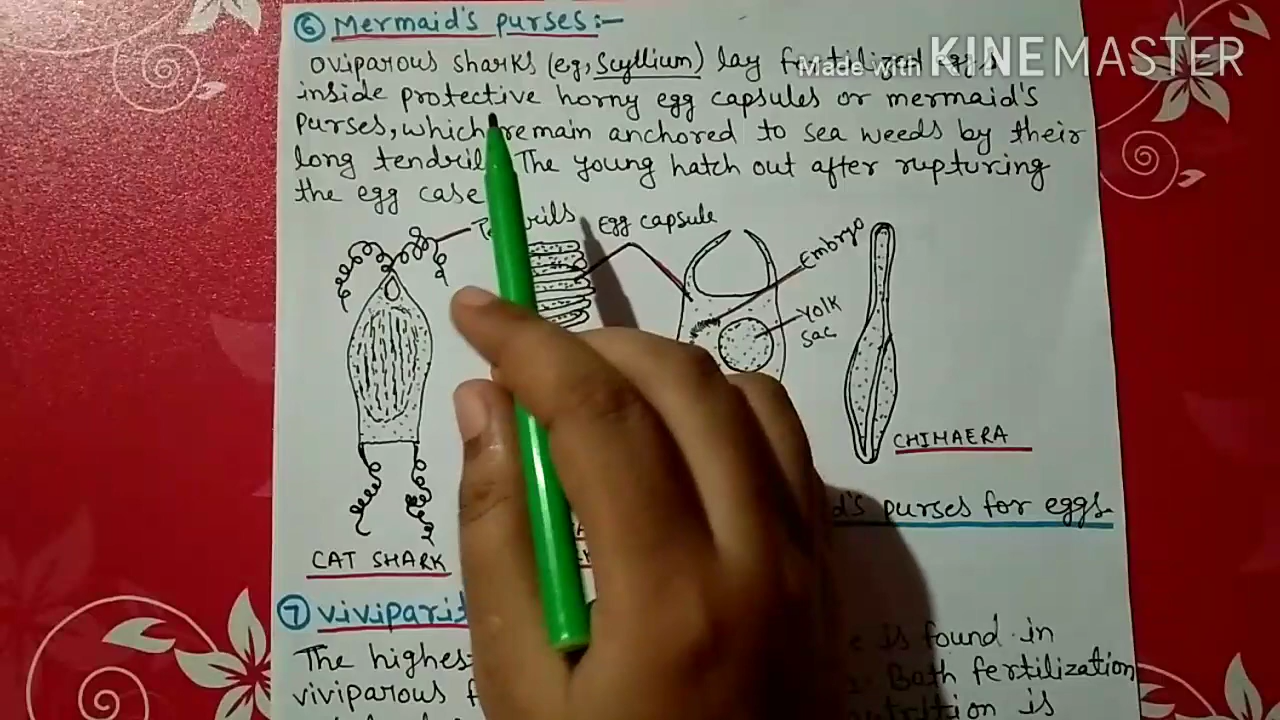 ⑥ Mermaid's purses:-
Made with KINEMASTER
oviparous sharks (eg, Scyllium) lay fertilized eggs
inside protective horny egg capsules or mermaid's
purses, which remain anchored to sea weeds by their
long tendril The young hatch out after rupturing
the egg case
Egg capsule
Embryo
Yolk
sac
CHIMAERA
purses for eggs
CAT SHARK
⑦
The highes
is found in
viviparous
Both fertilization
is